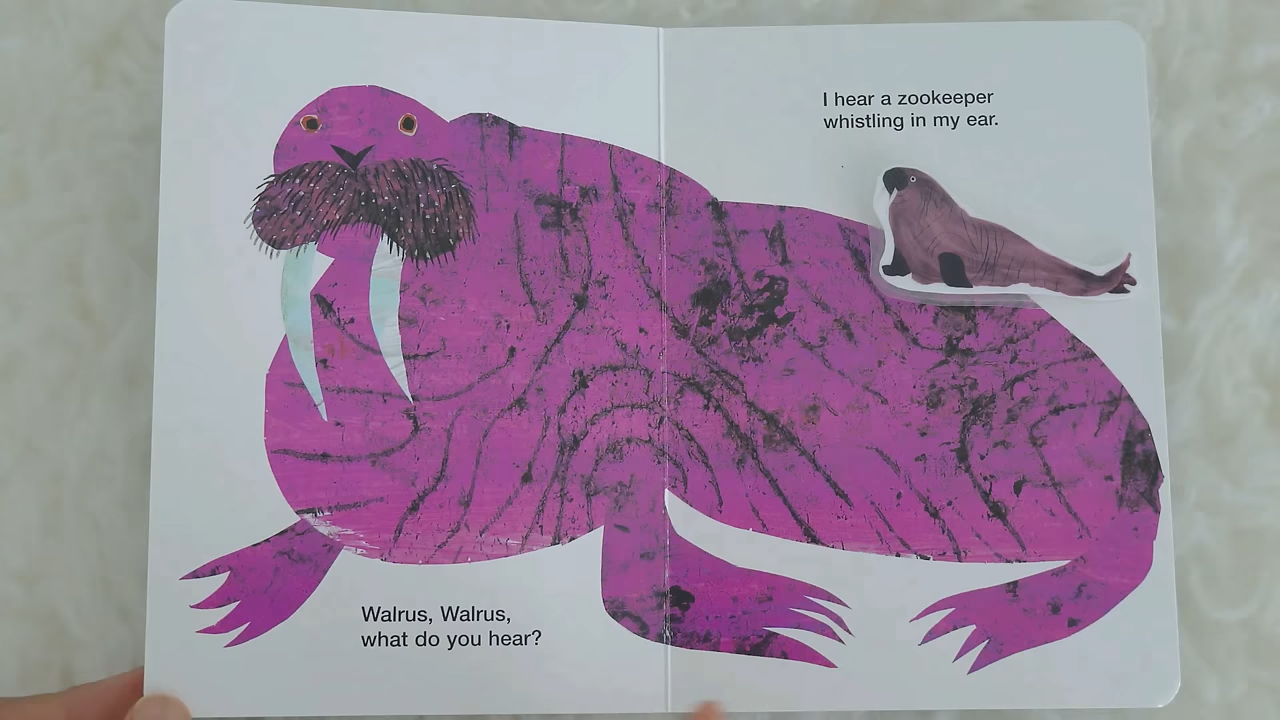 Walrus, Walrus,
what do you hear?
I hear a zookeeper
whistling in my ear.